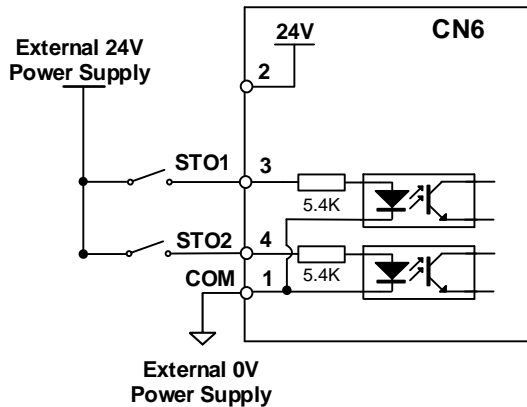 24V
CN6
External 24V
Power Supply
2
STO1
3
5.4K
STO2
4
5.4K
COM
1
External 0V
Power Supply